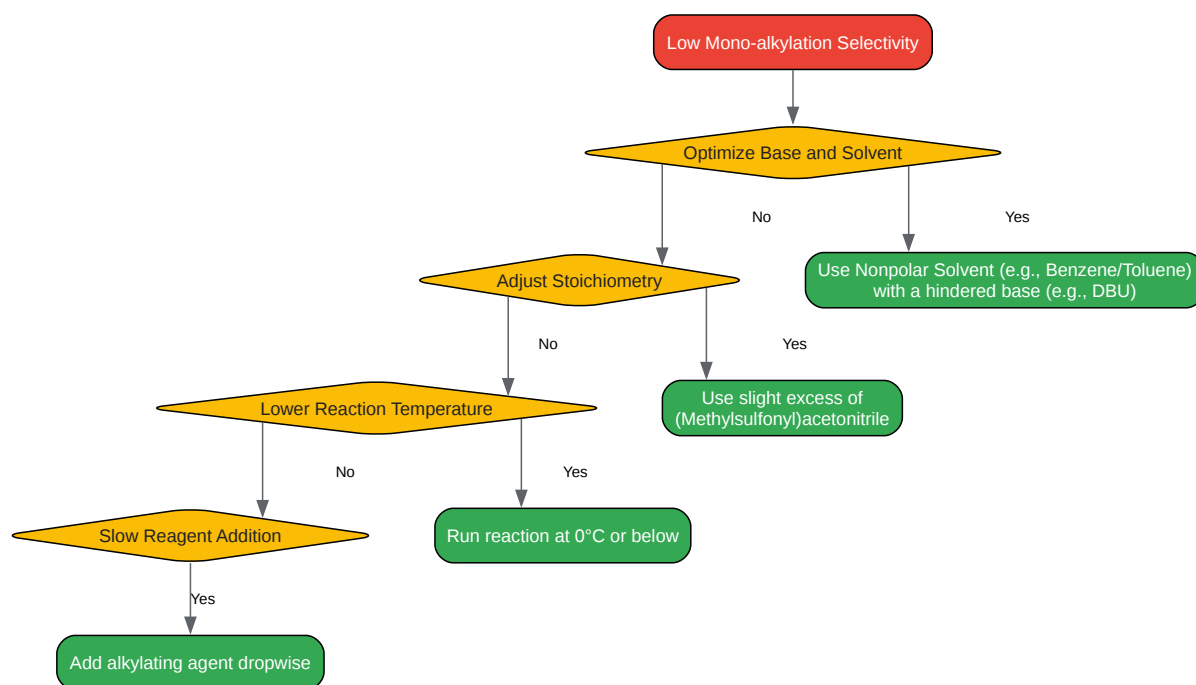 Low Mono-alkylation Selectivity
Optimize Base and Solvent
No
Yes
Use Nonpolar Solvent (e.g., Benzene/Toluene)
with a hindered base (e.g., DBU)
Adjust Stoichiometry
No
Yes
Use slight excess of
(Methylsulfonyl)acetonitrile
Lower Reaction Temperature
No
Yes
Run reaction at 0°C or below
Slow Reagent Addition
Yes
Add alkylating agent dropwise